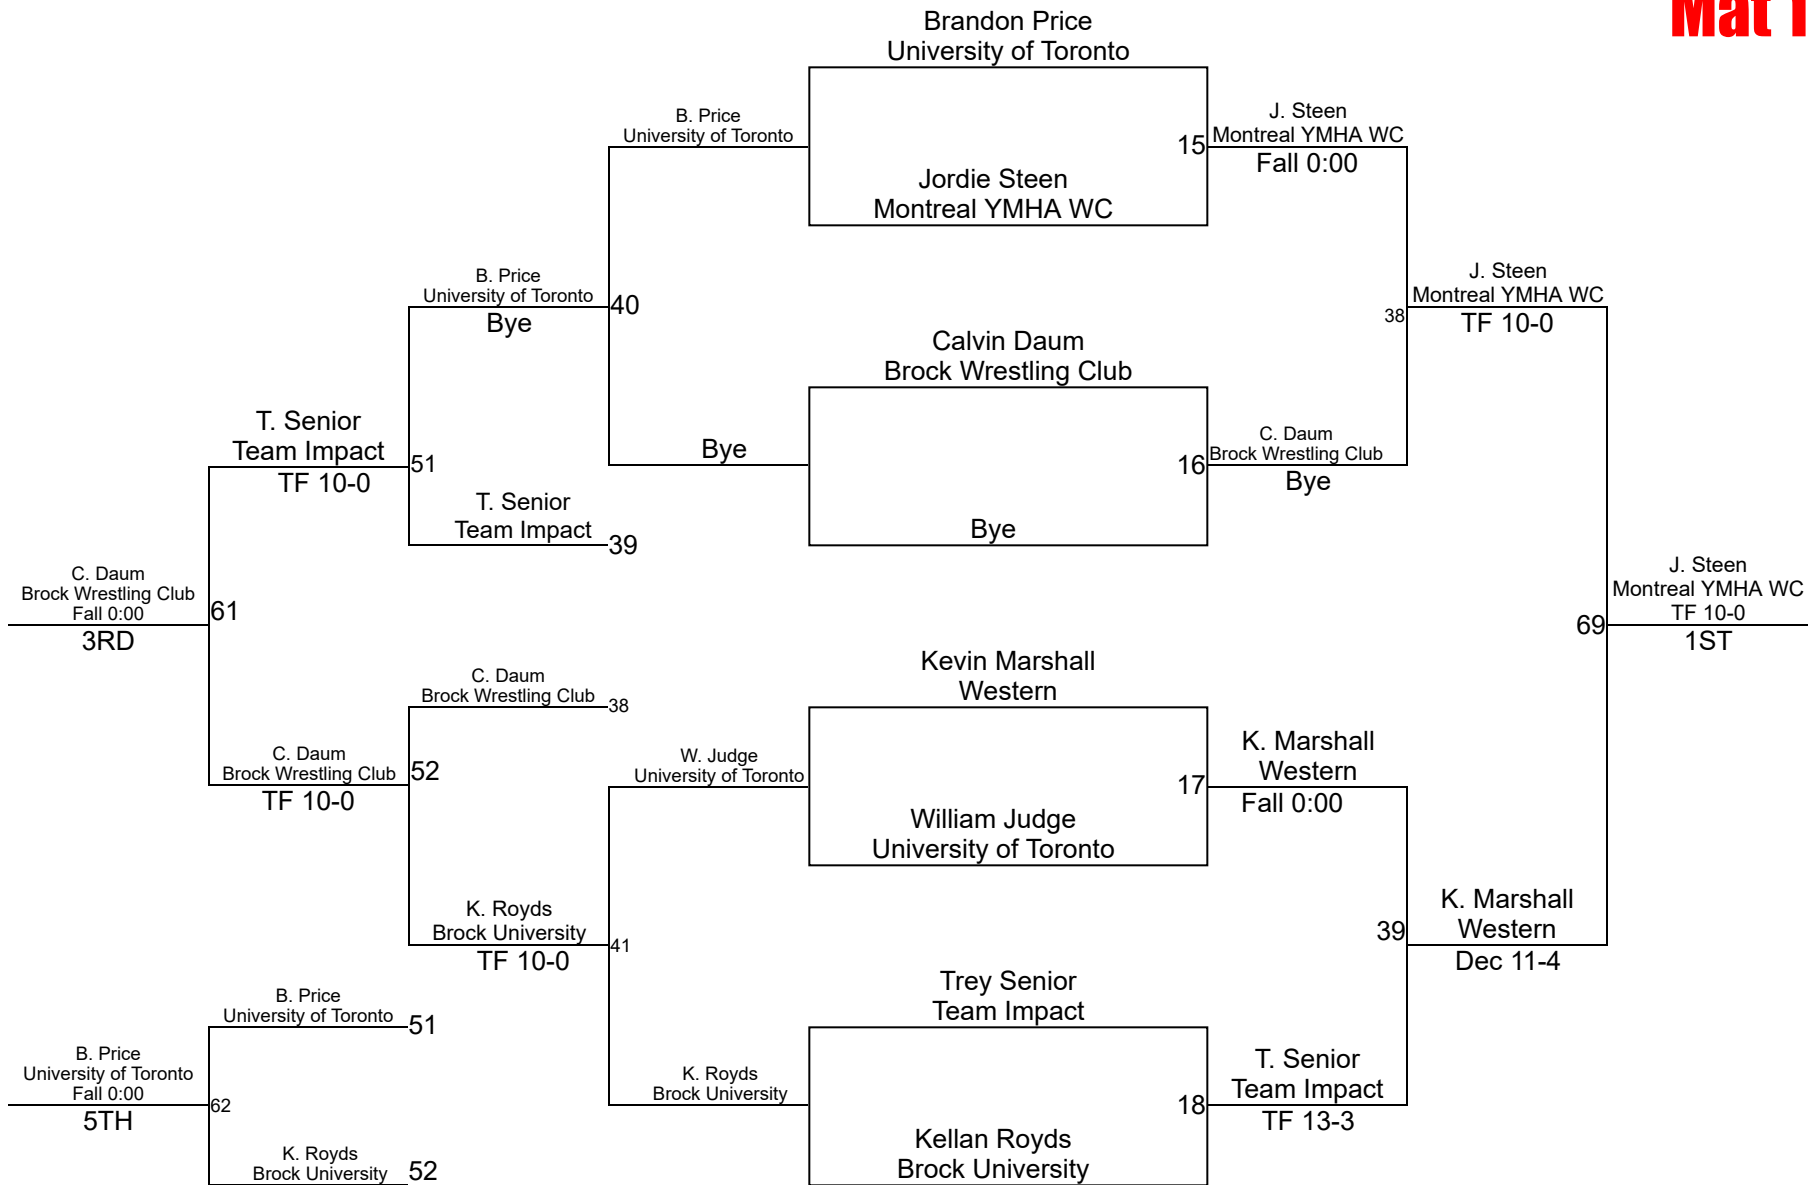 Mat 1
Brandon Price
University of Toronto
B. Price
University of Toronto
15
J. Steen
Montreal YMHA WC
Fall 0:00
Jordie Steen
Montreal YMHA WC
B. Price
University of Toronto
Bye
40
38
J. Steen
Montreal YMHA WC
TF 10-0
Calvin Daum
Brock Wrestling Club
T. Senior
Team Impact
TF 10-0
51
Bye
16
C. Daum
Brock Wrestling Club
Bye
T. Senior
Team Impact
39
Bye
C. Daum
Brock Wrestling Club
Fall 0:00
3RD
61
69
J. Steen
Montreal YMHA WC
TF 10-0
1ST
C. Daum
Brock Wrestling Club
38
Kevin Marshall
Western
C. Daum
Brock Wrestling Club
TF 10-0
52
W. Judge
University of Toronto
17
K. Marshall
Western
Fall 0:00
William Judge
University of Toronto
K. Royds
Brock University
TF 10-0
41
39
K. Marshall
Western
Dec 11-4
Trey Senior
Team Impact
B. Price
University of Toronto
51
B. Price
University of Toronto
Fall 0:00
5TH
62
K. Royds
Brock University
18
T. Senior
Team Impact
TF 13-3
K. Royds
Brock University
52
Kellan Royds
Brock University